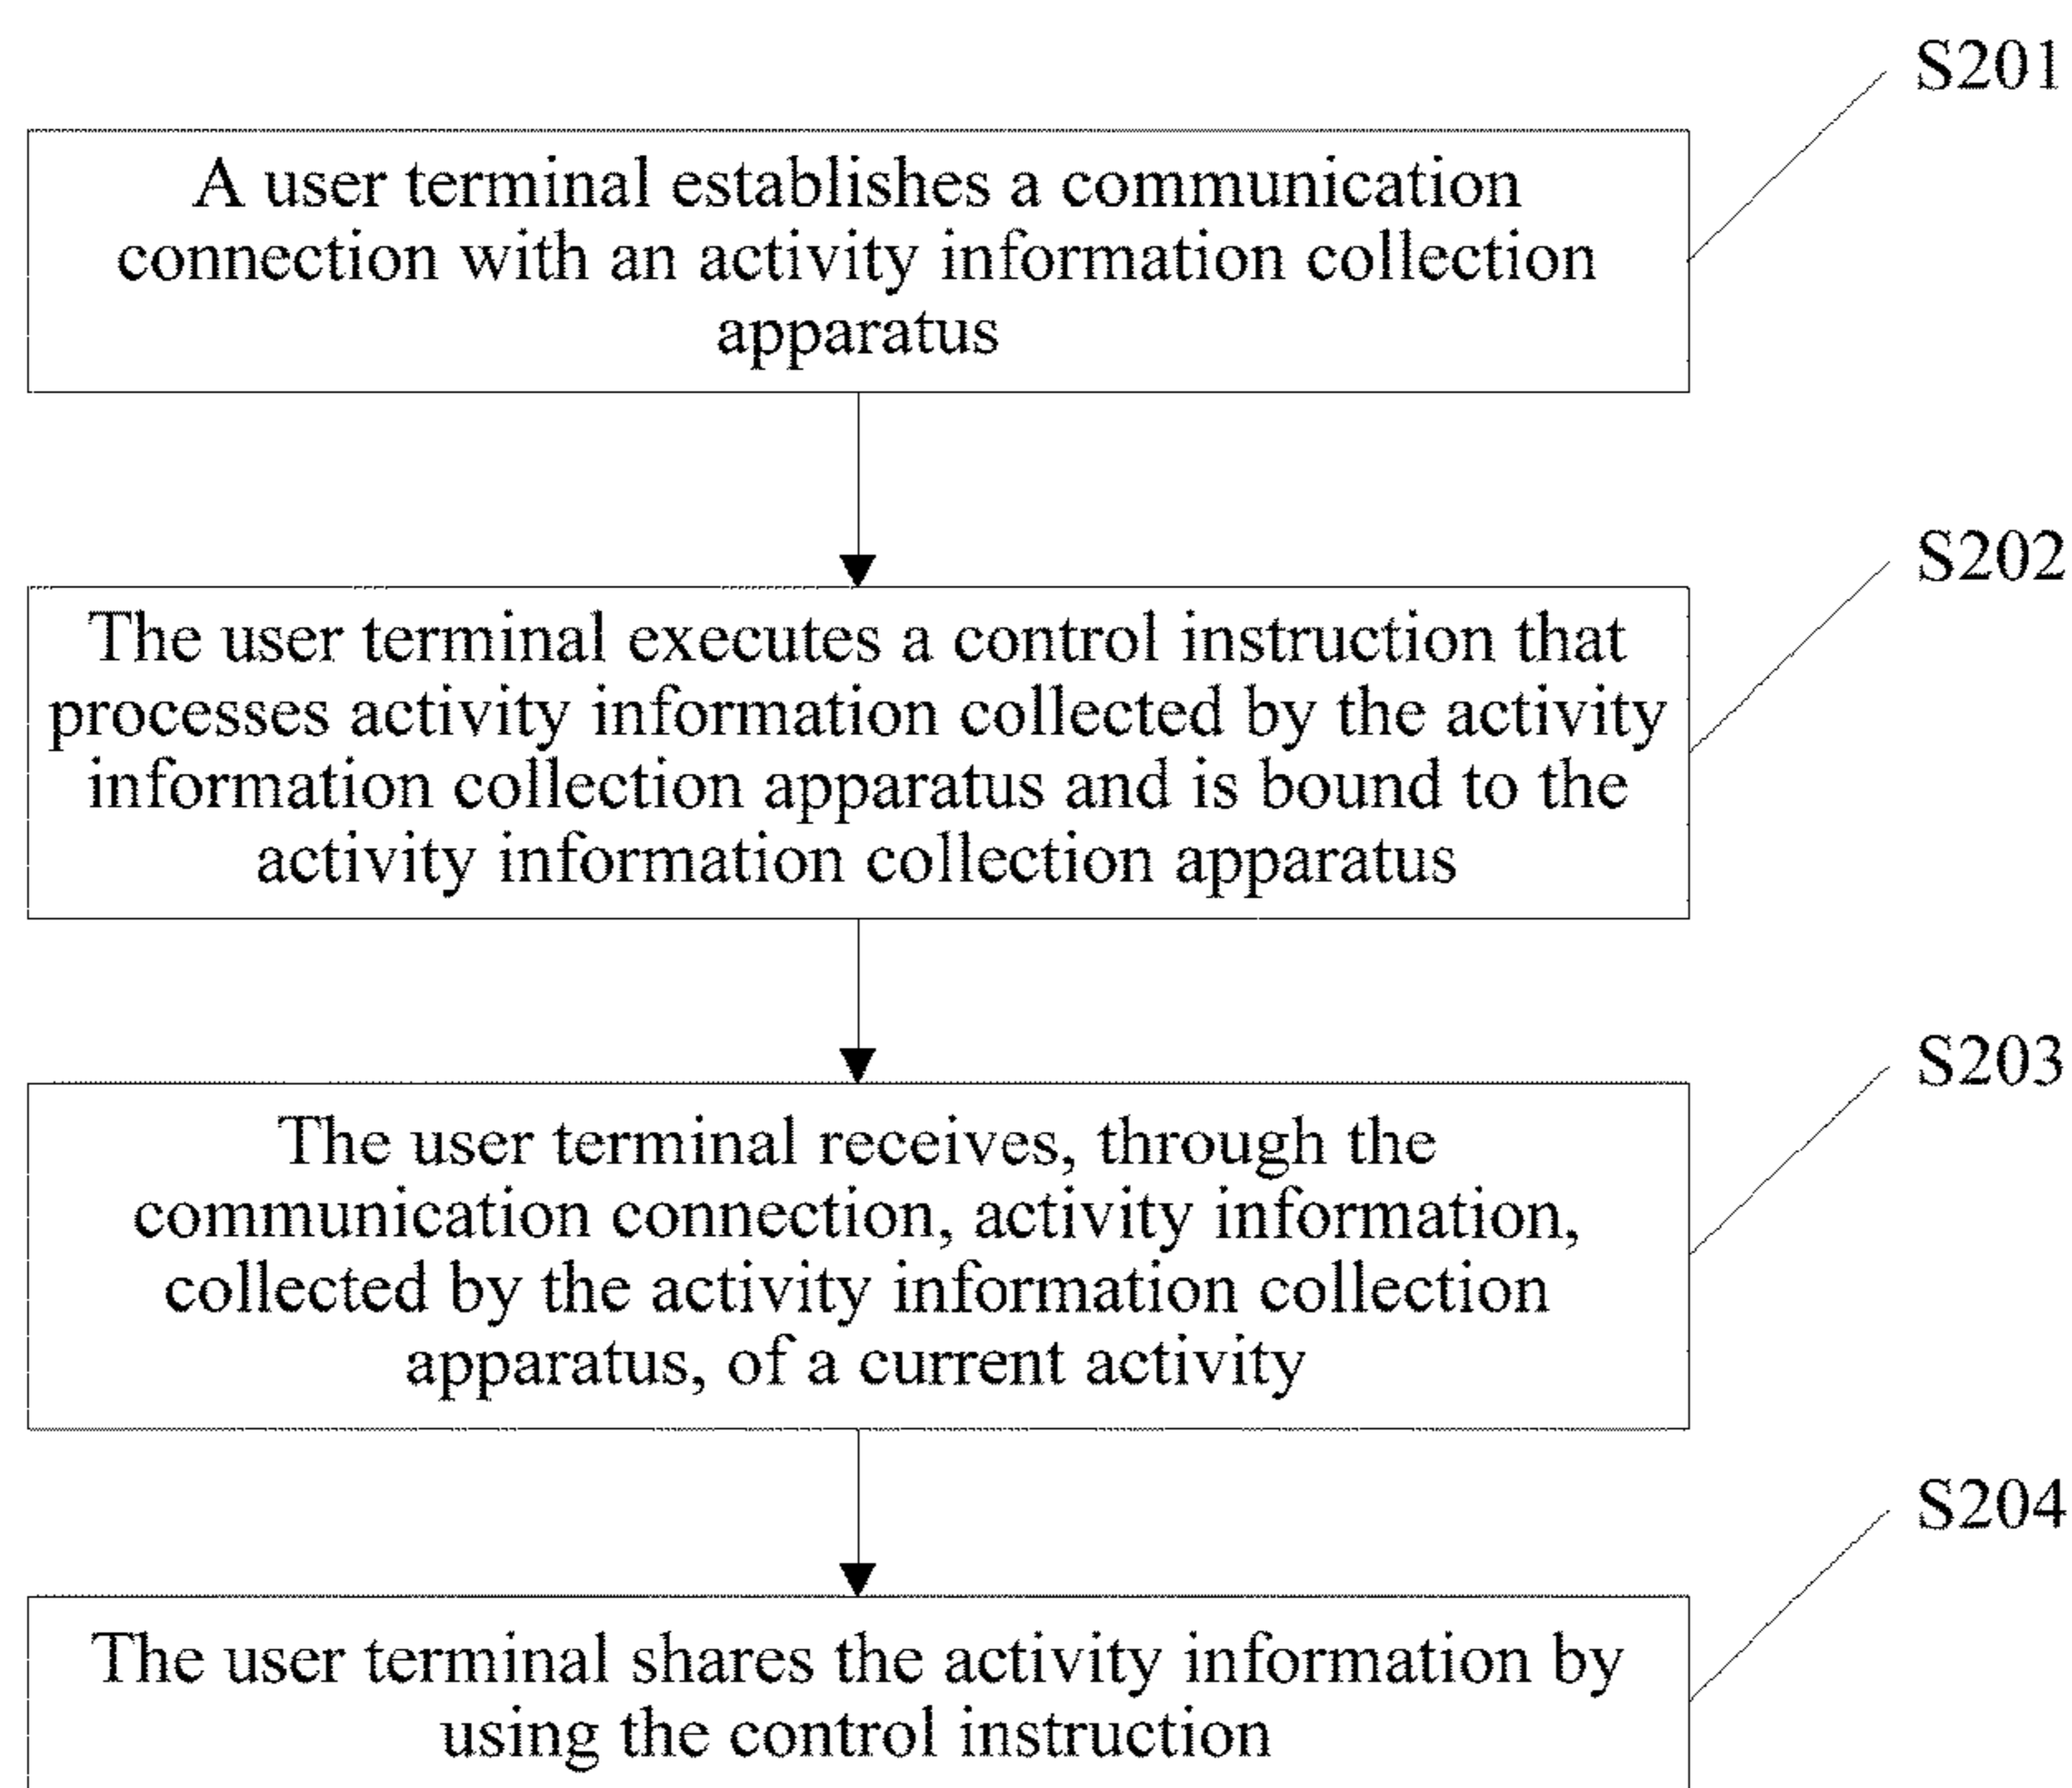 S201
A user terminal establishes a communication
connection with an activity information collection
apparatus
S202
The user terminal executes a control instruction that
processes activity information collected by the activity
information collection apparatus and is bound to the
activity information collection apparatus
S203
The user terminal receives, through the
communication connection, activity information,
collected by the activity information collection
apparatus, of a current activity
S204
The user terminal shares the activity information by
using the control instruction